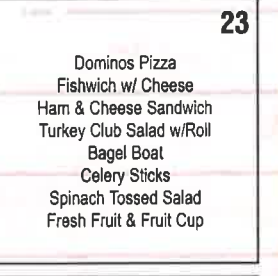 23
Dominos Pizza
Fishwich w/ Cheese
Ham & Cheese Sandwich
Turkey Club Salad w/Roll
Bagel Boat
Celery Sticks
Spinach Tossed Salad
Fresh Fruit & Fruit Cup